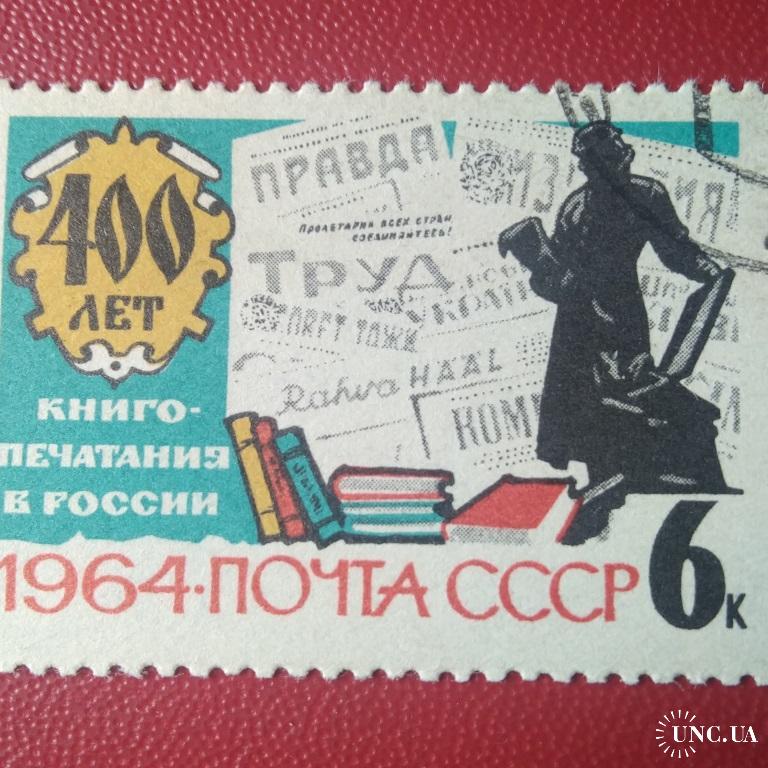 400
ЛЕТ
КНИГО-
ПЕЧАТАНИЯ
В РОССИИ
ПРАВДА
ПРОЛЕТАРИИ ВСЕХ СТРАН,
СОЕДИНЯЙТЕСЬ!
ТРУД
Rahva HÄÄL
1964·ПОЧТА СССР 6к
UNC.UA